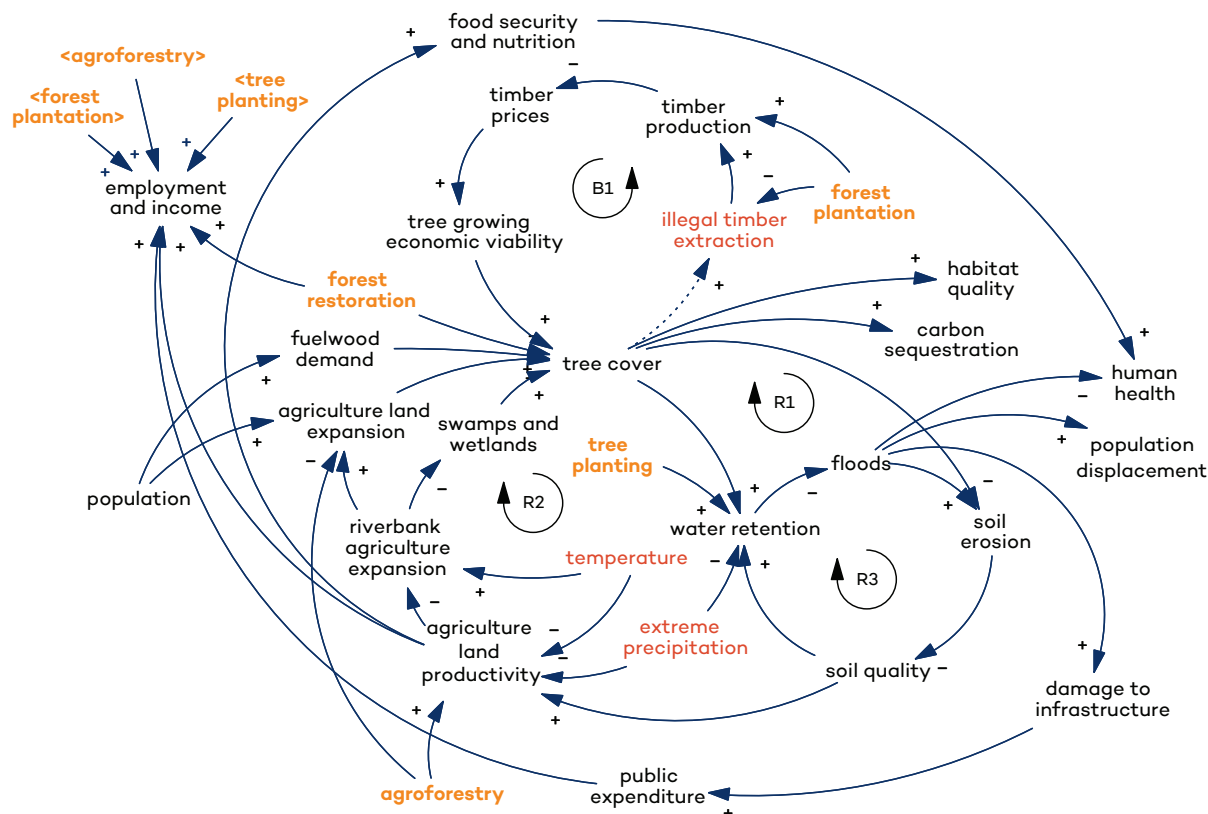 food security
and nutrition
+
<agroforestry>
<tree
planting>
<forest
plantation>
+
+
+
employment
and income
+
+
+
–
timber
prices
timber
production
+
+
–
B1
forest
plantation
illegal timber
extraction
+
tree growing
economic viability
+
+
habitat
quality
+
carbon
sequestration
+
forest
restoration
fuelwood
demand
+
+
–
tree cover
+
human
health
–
R1
agriculture land
expansion
+
–
+
swamps and
wetlands
+
tree
planting
floods
+
population
displacement
population
–
R2
–
+
+
–
+
soil
erosion
riverbank
agriculture
expansion
water retention
temperature
+
–
+
R3
–
agriculture
land
productivity
–
–
extreme
precipitation
soil quality –
+
damage to
infrastructure
+
+
agroforestry
public
expenditure
+